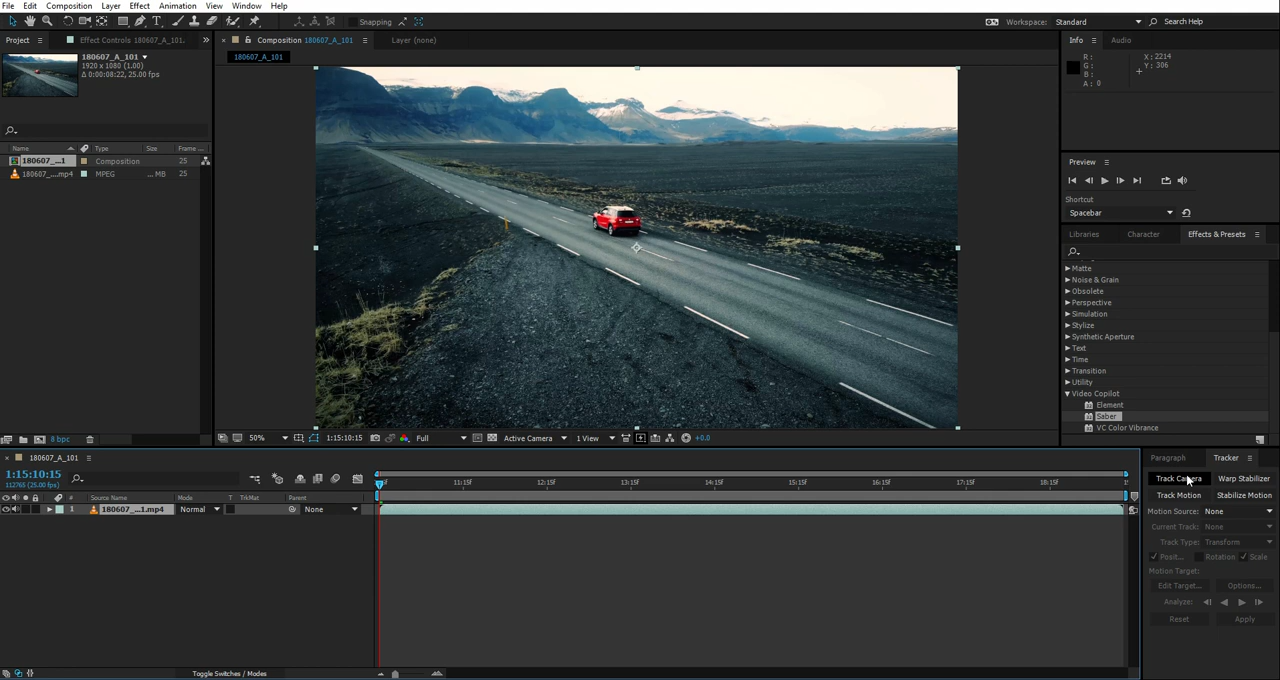 File Edit Composition Layer Effect Animation View Window Help
Snapping Workspace: Standard Search Help
Project Effect Controls 180607_A_101 Composition 180607_A_101 Layer (none) Info Audio
180607_A_101
180607_A_101
1920 x 1080 (1.00)
Δ 0:00:08:22, 25.00 fps
R: X: 2214
G: Y: 306
B:
A: 0
Name Type Size Frame ...
180607_...1 Composition 25
180607_....mp4 MPEG ... MB 25
Preview
Shortcut
Spacebar
Libraries Character Effects & Presets
Matte
Noise & Grain
Obsolete
Perspective
Simulation
Stylize
Synthetic Aperture
Text
Time
Transition
Utility
Video Copilot
Element
Saber
VC Color Vibrance
8 bpc
50% 1:15:10:15 Full Active Camera 1 View +0.0
180607_A_101
1:15:10:15
112765 (25.00 fps)
11:15f 12:15f 13:15f 14:15f 15:15f 16:15f 17:15f 18:15f
# Source Name Mode T TrkMat Parent
1 180607_...1.mp4 Normal None
Toggle Switches / Modes
Paragraph Tracker
Track Camera Warp Stabilizer
Track Motion Stabilize Motion
Motion Source: None
Current Track: None
Track Type: Transform
Posit... Rotation Scale
Motion Target:
Edit Target... Options...
Analyze:
Reset Apply